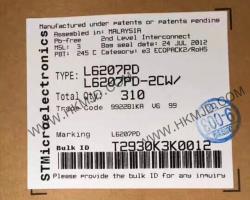 Manufactured under patents or patents pending
Assembled in: MALAYSIA
Pb-free 2nd Level Interconnect
MSL: 3 Bag seal date: 24 JUL 2012
PBT: 245 C Category: e3 ECOPACK2/RoHS
STMicroelectronics
TYPE: L6207PD
L6207PD-2CW/
Total Qty: 310
Trace Code 992281KA V6 99
Marking L6207PD
Bulk ID T2930K3K0012
Please provide the bulk ID for any inquiry
WWW.HKMJD.COM